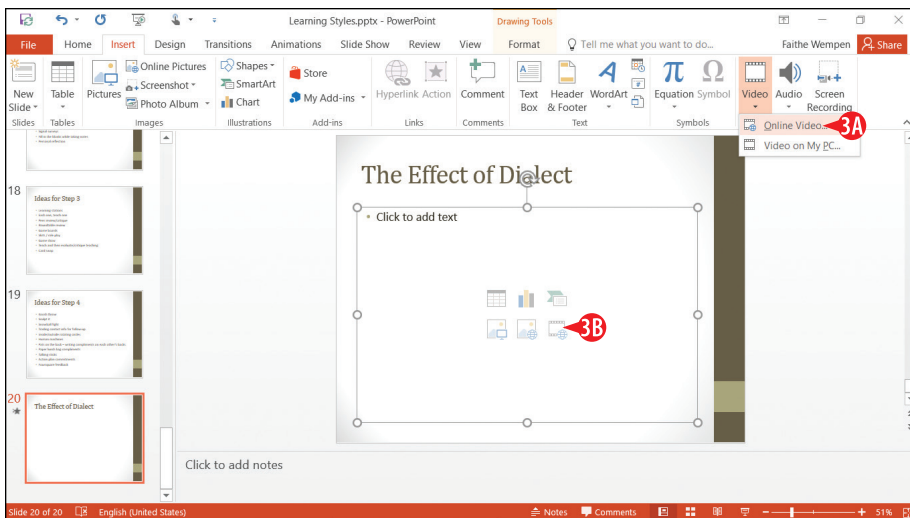 Learning Styles.pptx - PowerPoint
Drawing Tools
File Home Insert Design Transitions Animations Slide Show Review View Format Tell me what you want to do... Faithe Wempen Share
New Slide
Table
Pictures
Online Pictures
Screenshot
Photo Album
Shapes
SmartArt
Chart
Store
My Add-ins
Hyperlink
Action
Comment
Text Box
Header & Footer
WordArt
Equation
Symbol
Video
Audio
Screen Recording
Slides Tables Images Illustrations Add-ins Links Comments Text Symbols
Online Video...
3A
Video on My PC...
18
Ideas for Step 3
19
Ideas for Step 4
20
The Effect of Dialect
The Effect of Dialect
Click to add text
3B
Click to add notes
Slide 20 of 20 English (United States) Notes Comments 51%